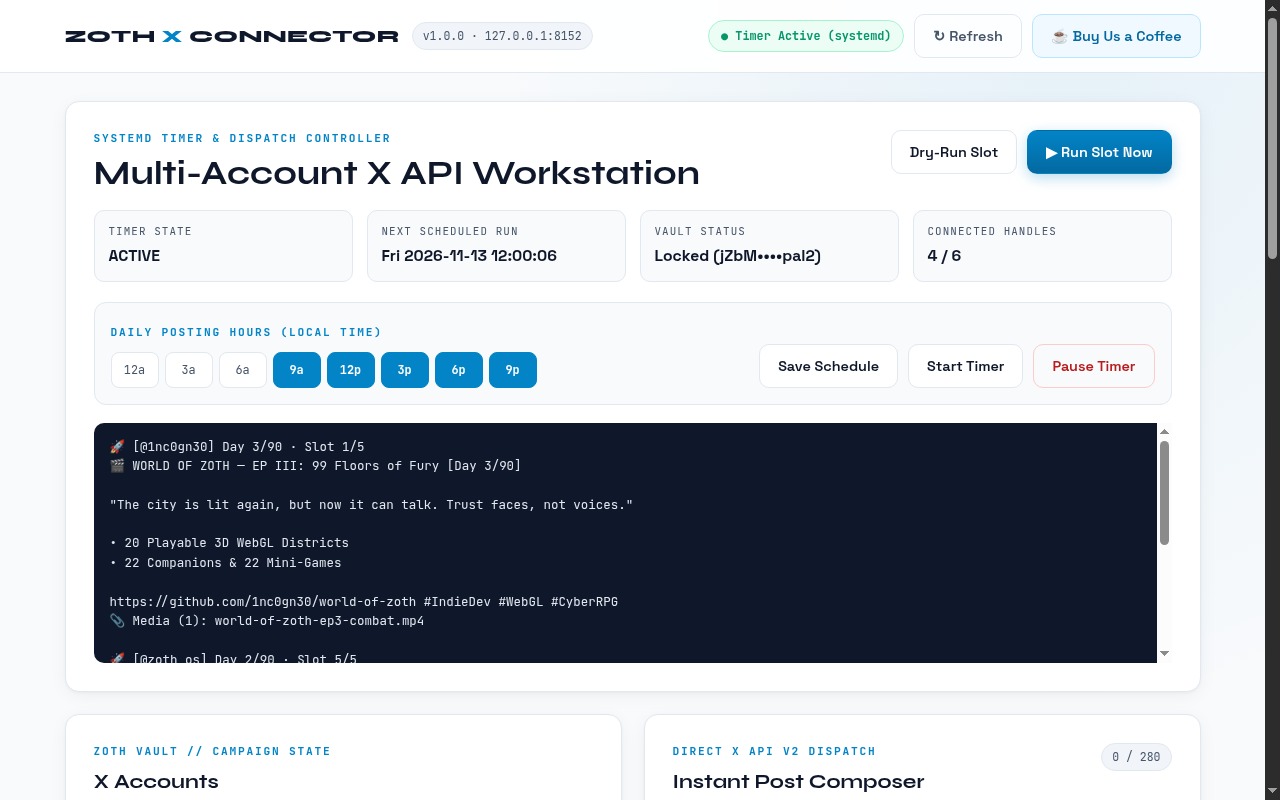 ZOTH X CONNECTOR
v1.0.0 · 127.0.0.1:8152
● Timer Active (systemd)
↻ Refresh
☕ Buy Us a Coffee
SYSTEMD TIMER & DISPATCH CONTROLLER
Multi-Account X API Workstation
Dry-Run Slot
▶ Run Slot Now
TIMER STATE
ACTIVE
NEXT SCHEDULED RUN
Fri 2026-11-13 12:00:06
VAULT STATUS
Locked (jZbM••••pal2)
CONNECTED HANDLES
4 / 6
DAILY POSTING HOURS (LOCAL TIME)
12a 3a 6a 9a 12p 3p 6p 9p
Save Schedule
Start Timer
Pause Timer
🚀 [@1nc0gn30] Day 3/90 · Slot 1/5
🎬 WORLD OF ZOTH — EP III: 99 Floors of Fury [Day 3/90]
"The city is lit again, but now it can talk. Trust faces, not voices."
• 20 Playable 3D WebGL Districts
• 22 Companions & 22 Mini-Games
https://github.com/1nc0gn30/world-of-zoth #IndieDev #WebGL #CyberRPG
📎 Media (1): world-of-zoth-ep3-combat.mp4
🚀 [@zoth_os] Day 2/90 · Slot 5/5
ZOTH VAULT // CAMPAIGN STATE
X Accounts
DIRECT X API V2 DISPATCH
Instant Post Composer
0 / 280